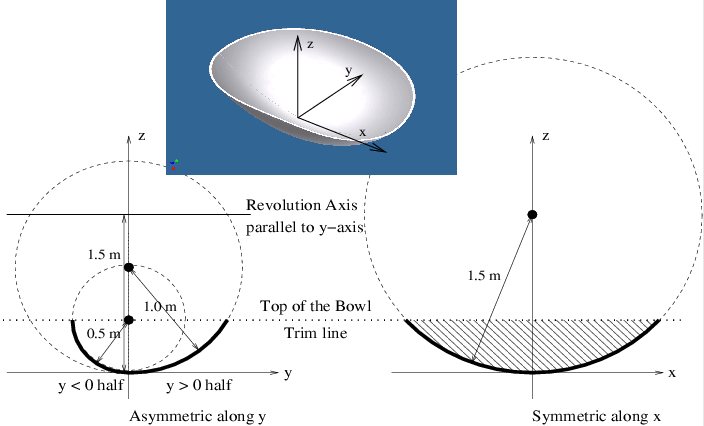 z
y
x
z
z
Revolution Axis
parallel to y−axis
1.5 m
1.0 m
0.5 m
1.5 m
Top of the Bowl
Trim line
y
x
y < 0 half
y > 0 half
Asymmetric along y
Symmetric along x